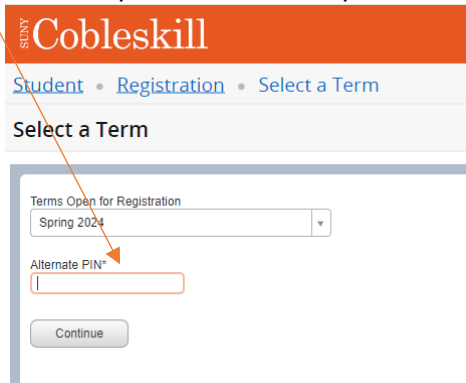 SUNY Cobleskill
Student • Registration • Select a Term
Select a Term
Terms Open for Registration
Spring 2024
Alternate PIN*
Continue